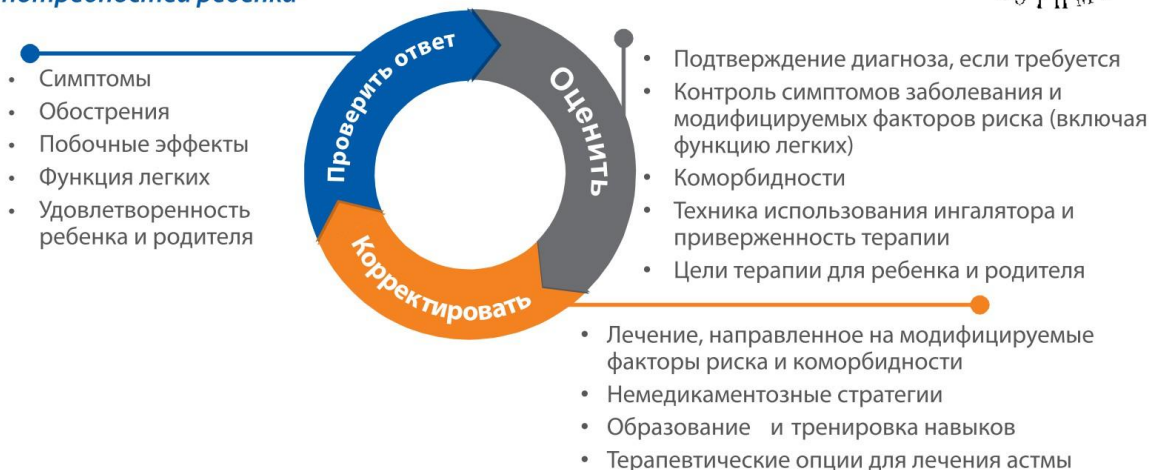 потребностей ребенка
Проверить ответ
Оценить
Корректировать
• Симптомы
• Обострения
• Побочные эффекты
• Функция легких
• Удовлетворенность
ребенка и родителя
• Подтверждение диагноза, если требуется
• Контроль симптомов заболевания и
модифицируемых факторов риска (включая
функцию легких)
• Коморбидности
• Техника использования ингалятора и
приверженность терапии
• Цели терапии для ребенка и родителя
• Лечение, направленное на модифицируемые
факторы риска и коморбидности
• Немедикаментозные стратегии
• Образование и тренировка навыков
• Терапевтические опции для лечения астмы